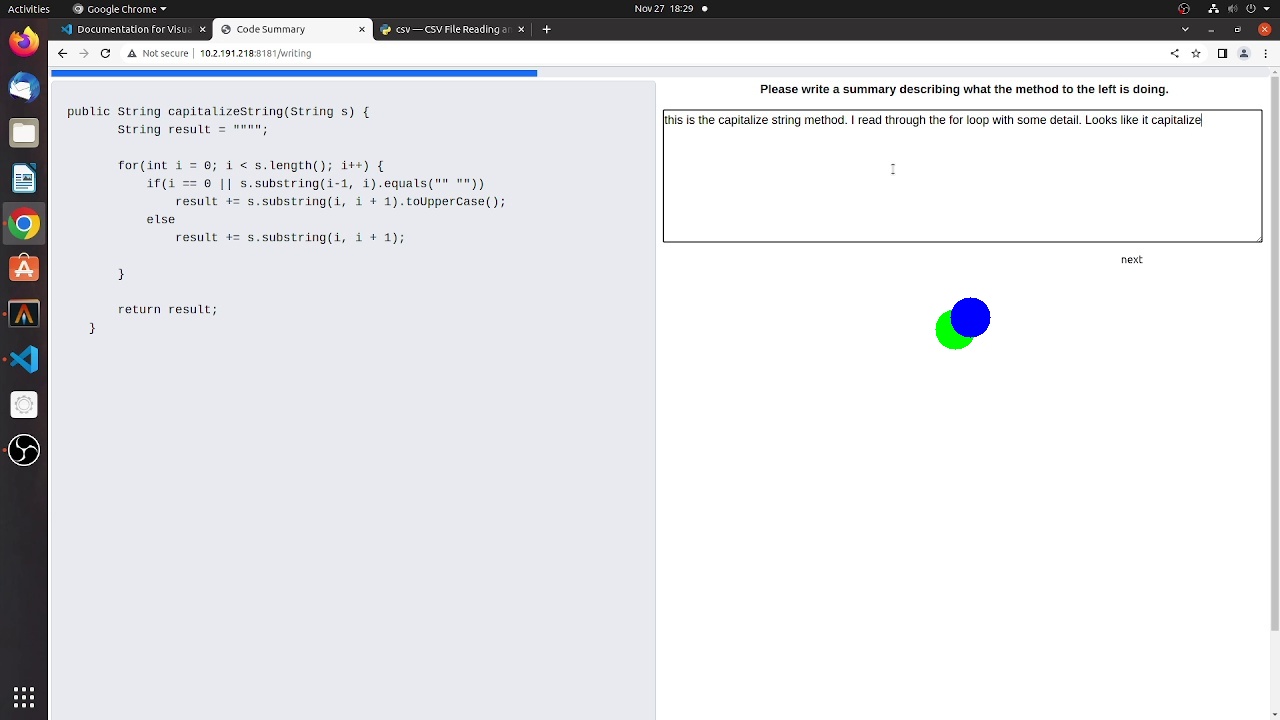 Activities
Google Chrome
Nov 27 18:29
Documentation for Visua
Code Summary
csv — CSV File Reading a
Not secure
10.2.191.218:8181/writing
public String capitalizeString(String s) {
String result = """";
for(int i = 0; i < s.length(); i++) {
if(i == 0 || s.substring(i-1, i).equals("" ""))
result += s.substring(i, i + 1).toUpperCase();
else
result += s.substring(i, i + 1);
}
return result;
}
Please write a summary describing what the method to the left is doing.
this is the capitalize string method. I read through the for loop with some detail. Looks like it capitalize
next